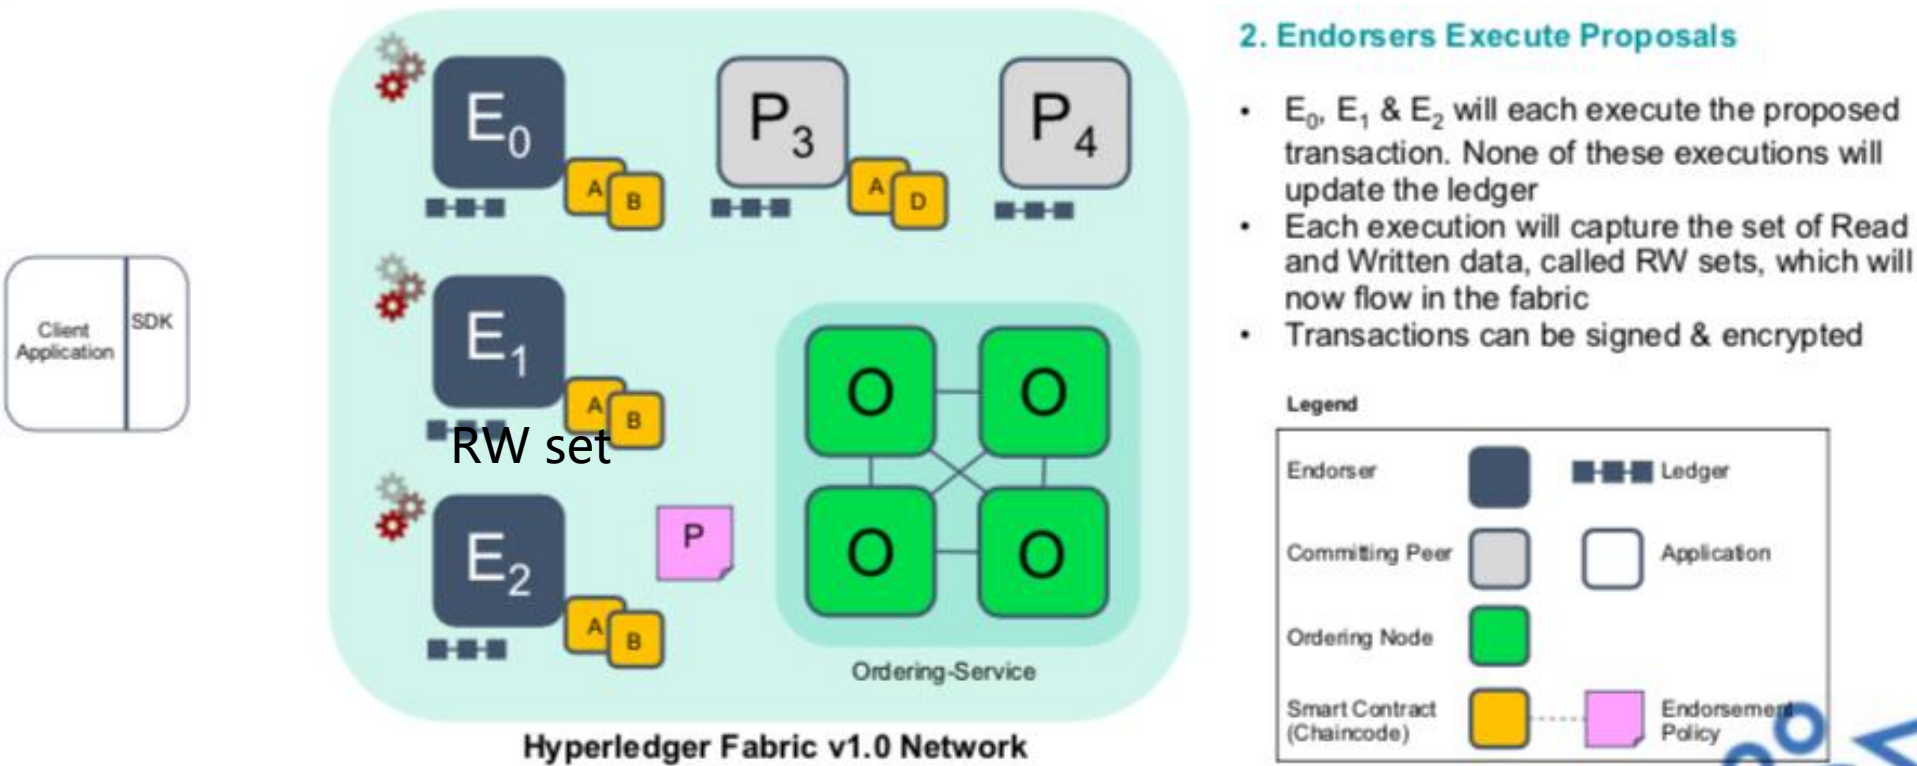 2. Endorsers Execute Proposals
• E₀, E₁ & E₂ will each execute the proposed
transaction. None of these executions will
update the ledger
• Each execution will capture the set of Read
and Written data, called RW sets, which will
now flow in the fabric
• Transactions can be signed & encrypted
Client
Application
SDK
E₀
A
B
P₃
A
D
P₄
E₁
A
B
RW set
E₂
A
B
P
O
O
O
O
Ordering-Service
Hyperledger Fabric v1.0 Network
Legend
Endorser
Ledger
Committing Peer
Application
Ordering Node
Smart Contract
(Chaincode)
Endorsement
Policy